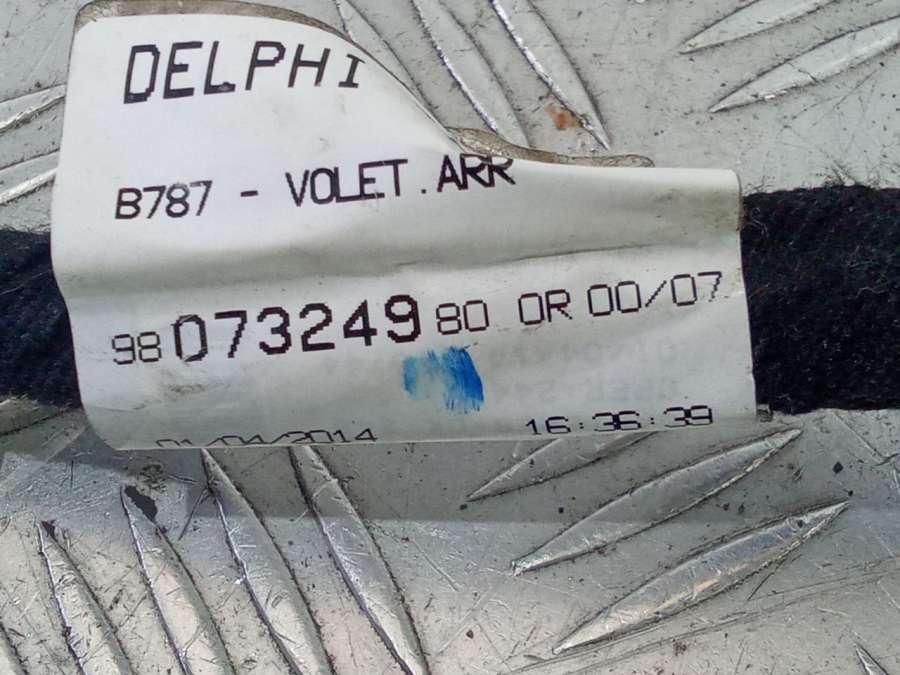 DELPHI
B787 - VOLET.ARR
98 073249 80 OR 00/07
01/04/2014 16:36:39